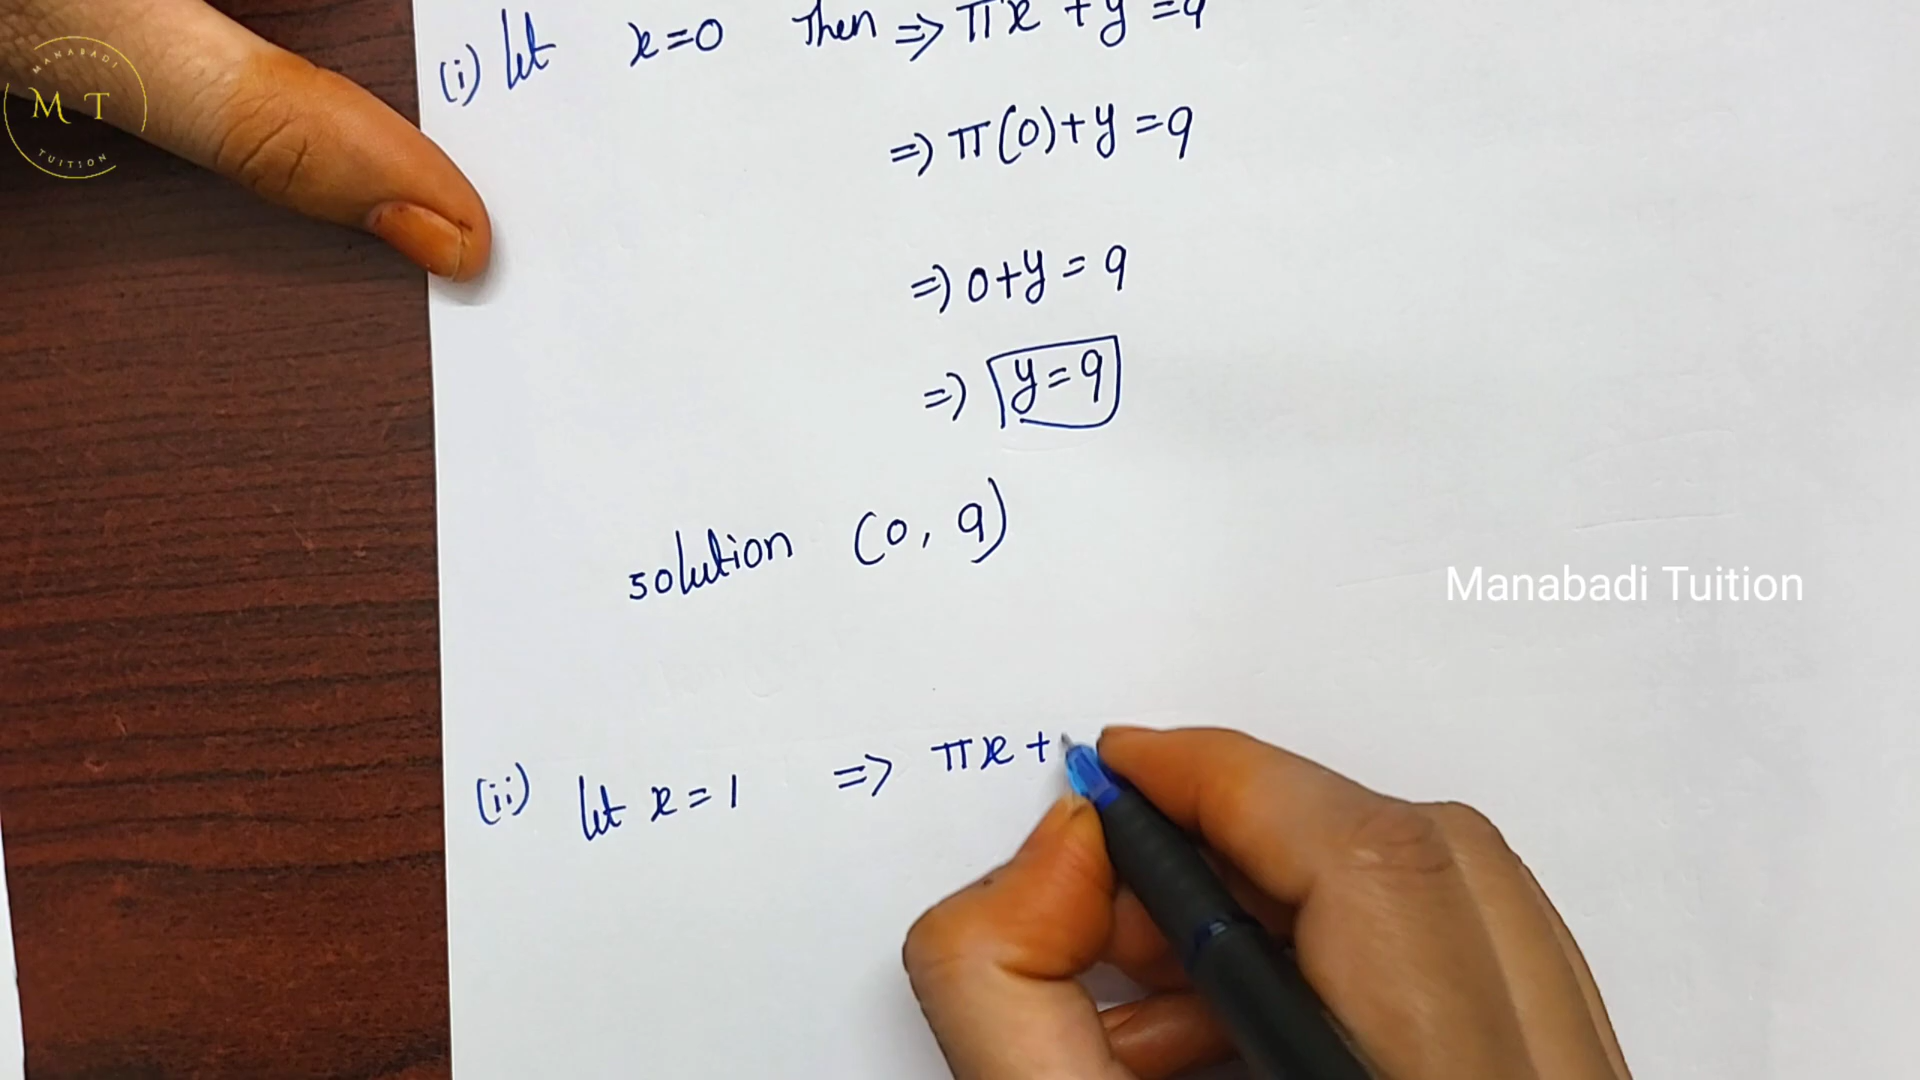 MANABADI
M T
TUITION
(i) let x=0 Then => πx +y =9
=> π(0)+y =9
=> 0+y = 9
=> y=9
solution (0, 9)
Manabadi Tuition
(ii) let x=1 => πx +